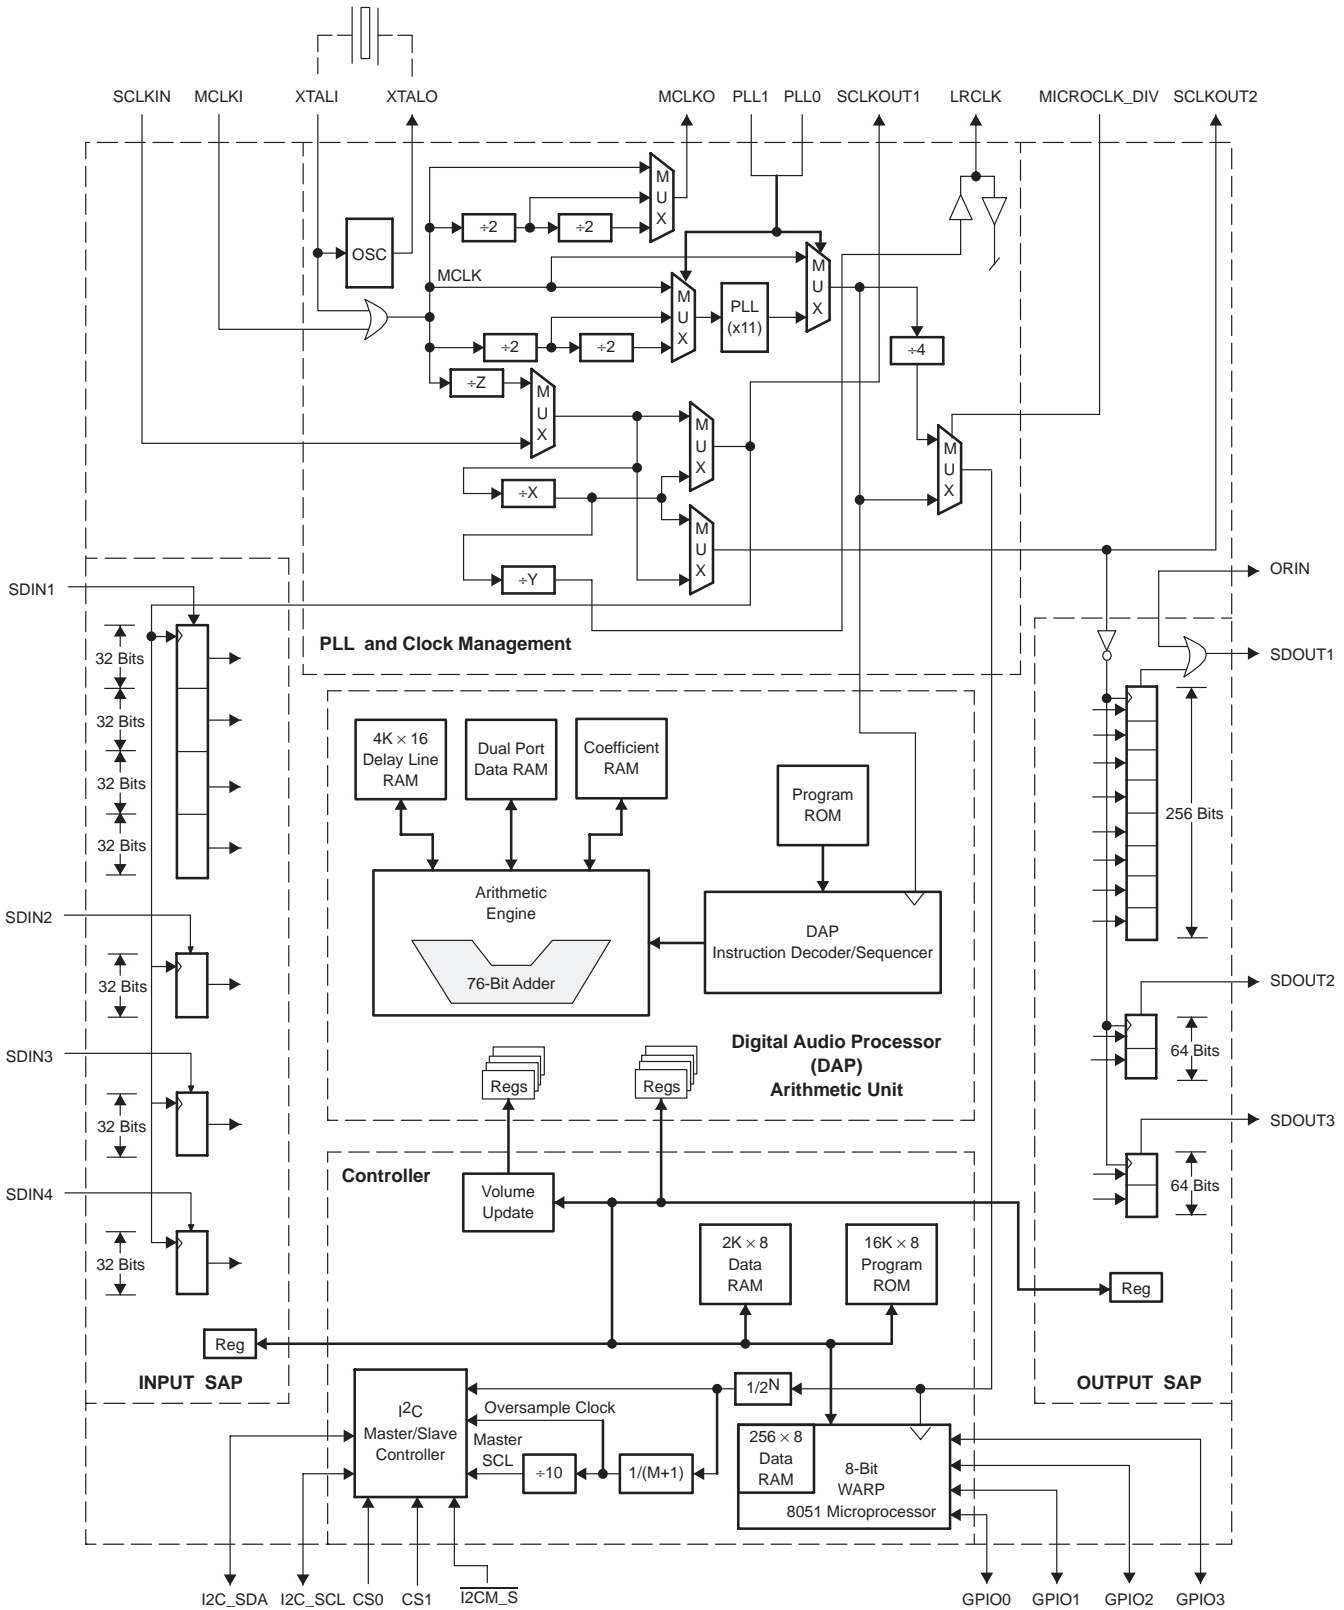 SCLKIN MCLKI XTALI XTALO MCLKO PLL1 PLL0 SCLKOUT1 LRCLK MICROCLK_DIV SCLKOUT2
M
U
X
÷2 ÷2
OSC
MCLK
M
U
X
PLL
(x11)
M
U
X
÷2 ÷2
÷4
÷Z
M
U
X
M
U
X
M
U
X
÷X
M
U
X
÷Y
PLL and Clock Management
ORIN
SDOUT1
SDIN1
32 Bits
32 Bits
32 Bits
32 Bits
SDIN2
32 Bits
SDIN3
32 Bits
SDIN4
32 Bits
Reg
INPUT SAP
4K × 16
Delay Line
RAM
Dual Port
Data RAM
Coefficient
RAM
Program
ROM
Arithmetic
Engine
76-Bit Adder
DAP
Instruction Decoder/Sequencer
Digital Audio Processor
(DAP)
Arithmetic Unit
Regs
Regs
256 Bits
SDOUT2
64 Bits
SDOUT3
64 Bits
Reg
OUTPUT SAP
Controller
Volume
Update
2K × 8
Data
RAM
16K × 8
Program
ROM
1/2N
I2C
Master/Slave
Controller
Oversample Clock
Master
SCL
÷10
1/(M+1)
256 × 8
Data
RAM
8-Bit
WARP
8051 Microprocessor
I2C_SDA I2C_SCL CS0 CS1 I2CM_S GPIO0 GPIO1 GPIO2 GPIO3